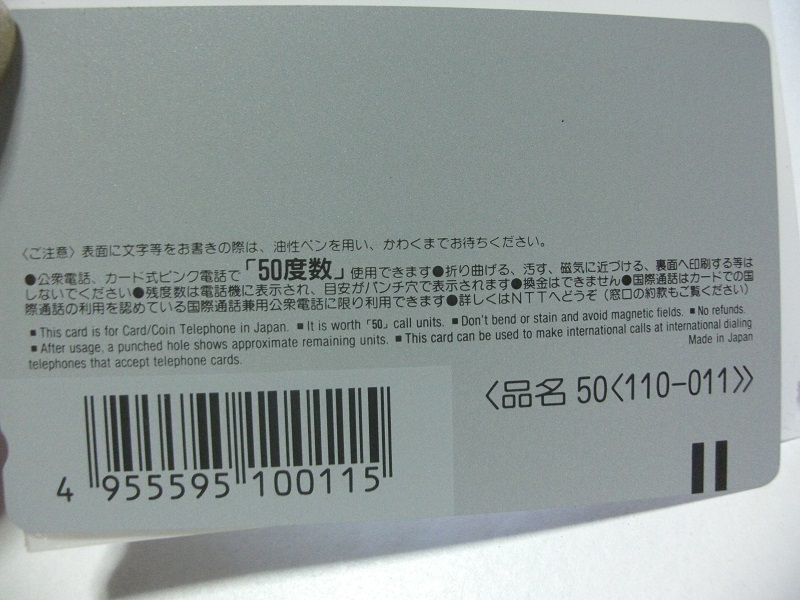 〈ご注意〉表面に文字等をお書きの際は、油性ペンを用い、かわくまでお待ちください。
●公衆電話、カード式ピンク電話で「50度数」使用できます●折り曲げる、汚す、磁気に近づける、裏面へ印刷する等は
しないでください●残度数は電話機に表示され、目安がパンチ穴で表示されます●換金はできません●国際通話はカードでの国
際通話の利用を認めている国際通話兼用公衆電話に限り利用できます●詳しくはNTTへどうぞ（窓口の約款もご覧ください）
■ This card is for Card/Coin Telephone in Japan. ■ It is worth「50」call units. ■ Don't bend or stain and avoid magnetic fields. ■ No refunds.
■ After usage, a punched hole shows approximate remaining units. ■ This card can be used to make international calls at international dialing
telephones that accept telephone cards.
Made in Japan
〈品名 50〈110-011〉〉
4 955595 100115